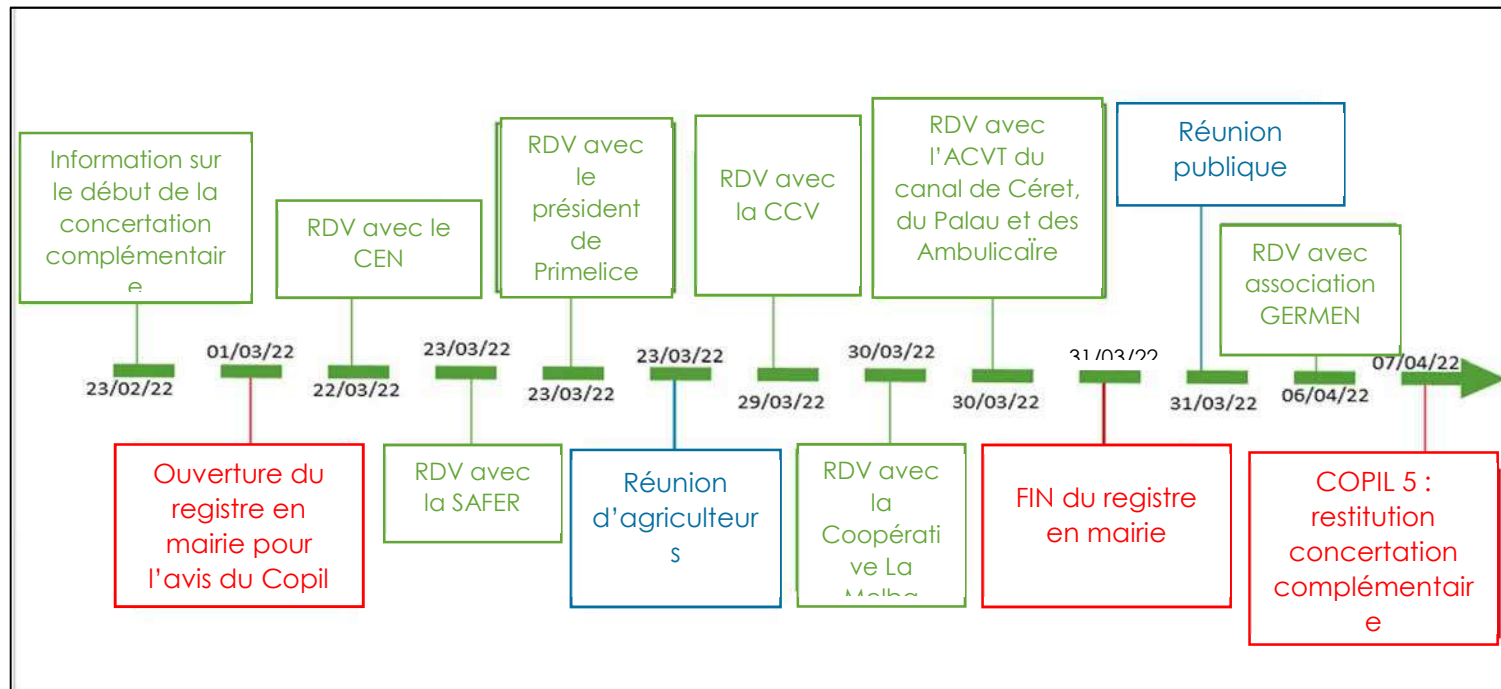 Information sur
le début de la
concertation
complémentair
e
23/02/22
01/03/22
Ouverture du
registre en
mairie pour
l'avis du Copil
RDV avec le
CEN
22/03/22
23/03/22
RDV avec
la SAFER
RDV avec
le
président
de
Primelice
23/03/22
23/03/22
Réunion
d'agriculteur
s
RDV avec
la CCV
29/03/22
30/03/22
RDV avec
la
Coopérati
ve La
Melba
RDV avec
l'ACVT du
canal de Céret,
du Palau et des
Ambulicaïre
30/03/22
31/03/22
FIN du registre
en mairie
Réunion
publique
31/03/22
RDV avec
association
GERMEN
06/04/22
07/04/22
COPIL 5 :
restitution
concertation
complémentair
e